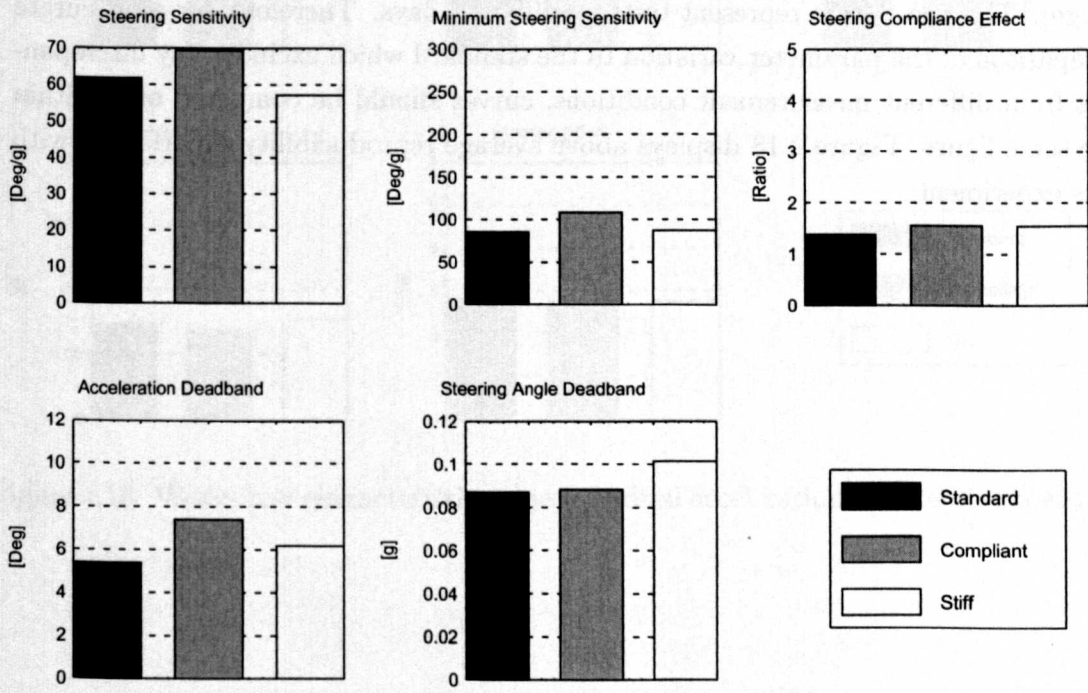 Steering Sensitivity
70
60
50
40
30
20
10
0
[Deg/g]
Minimum Steering Sensitivity
300
250
200
150
100
50
0
[Deg/g]
Steering Compliance Effect
5
4
3
2
1
0
[Ratio]
Acceleration Deadband
12
10
8
6
4
2
0
[Deg]
Steering Angle Deadband
0.12
0.1
0.08
0.06
0.04
0.02
0
[g]
Standard
Compliant
Stiff